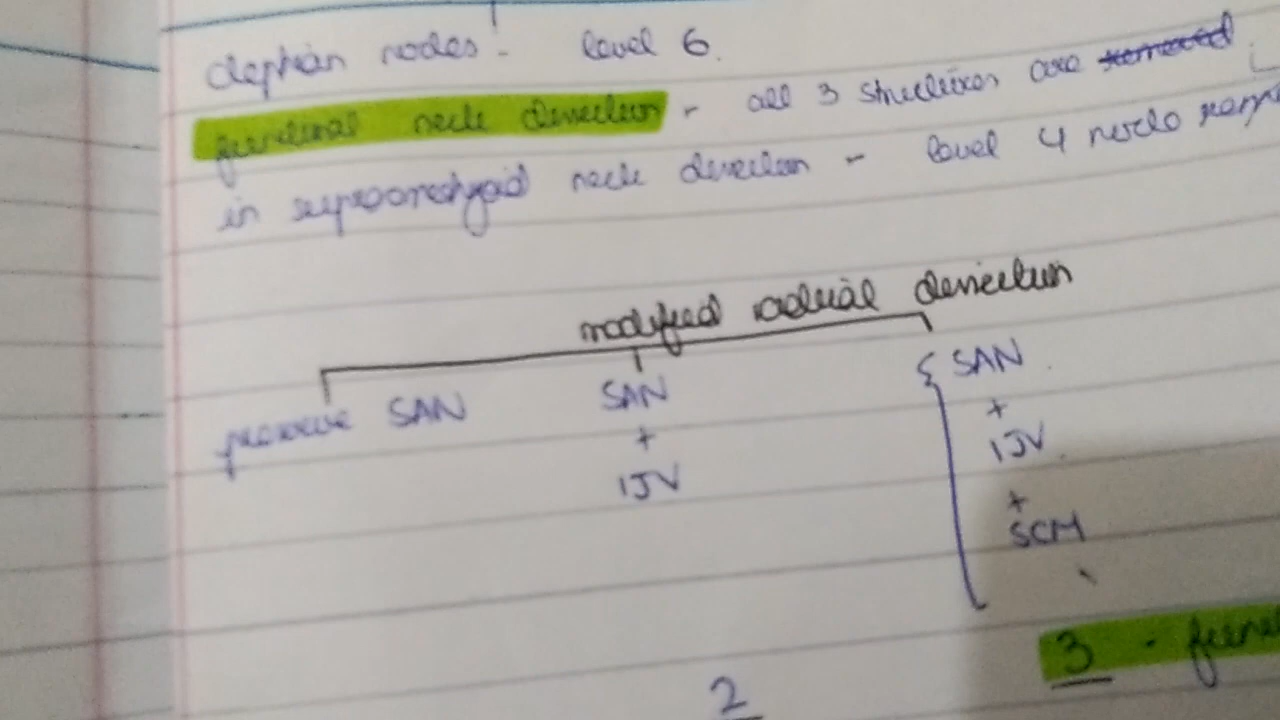 delphian nodes - level 6.
functional neck dissection - all 3 structures are removed
in supraomohyoid neck dissection - level 4 nodes
modified radical dissection
preserve SAN SAN { SAN
+ +
IJV IJV
+
SCM
3 -
2